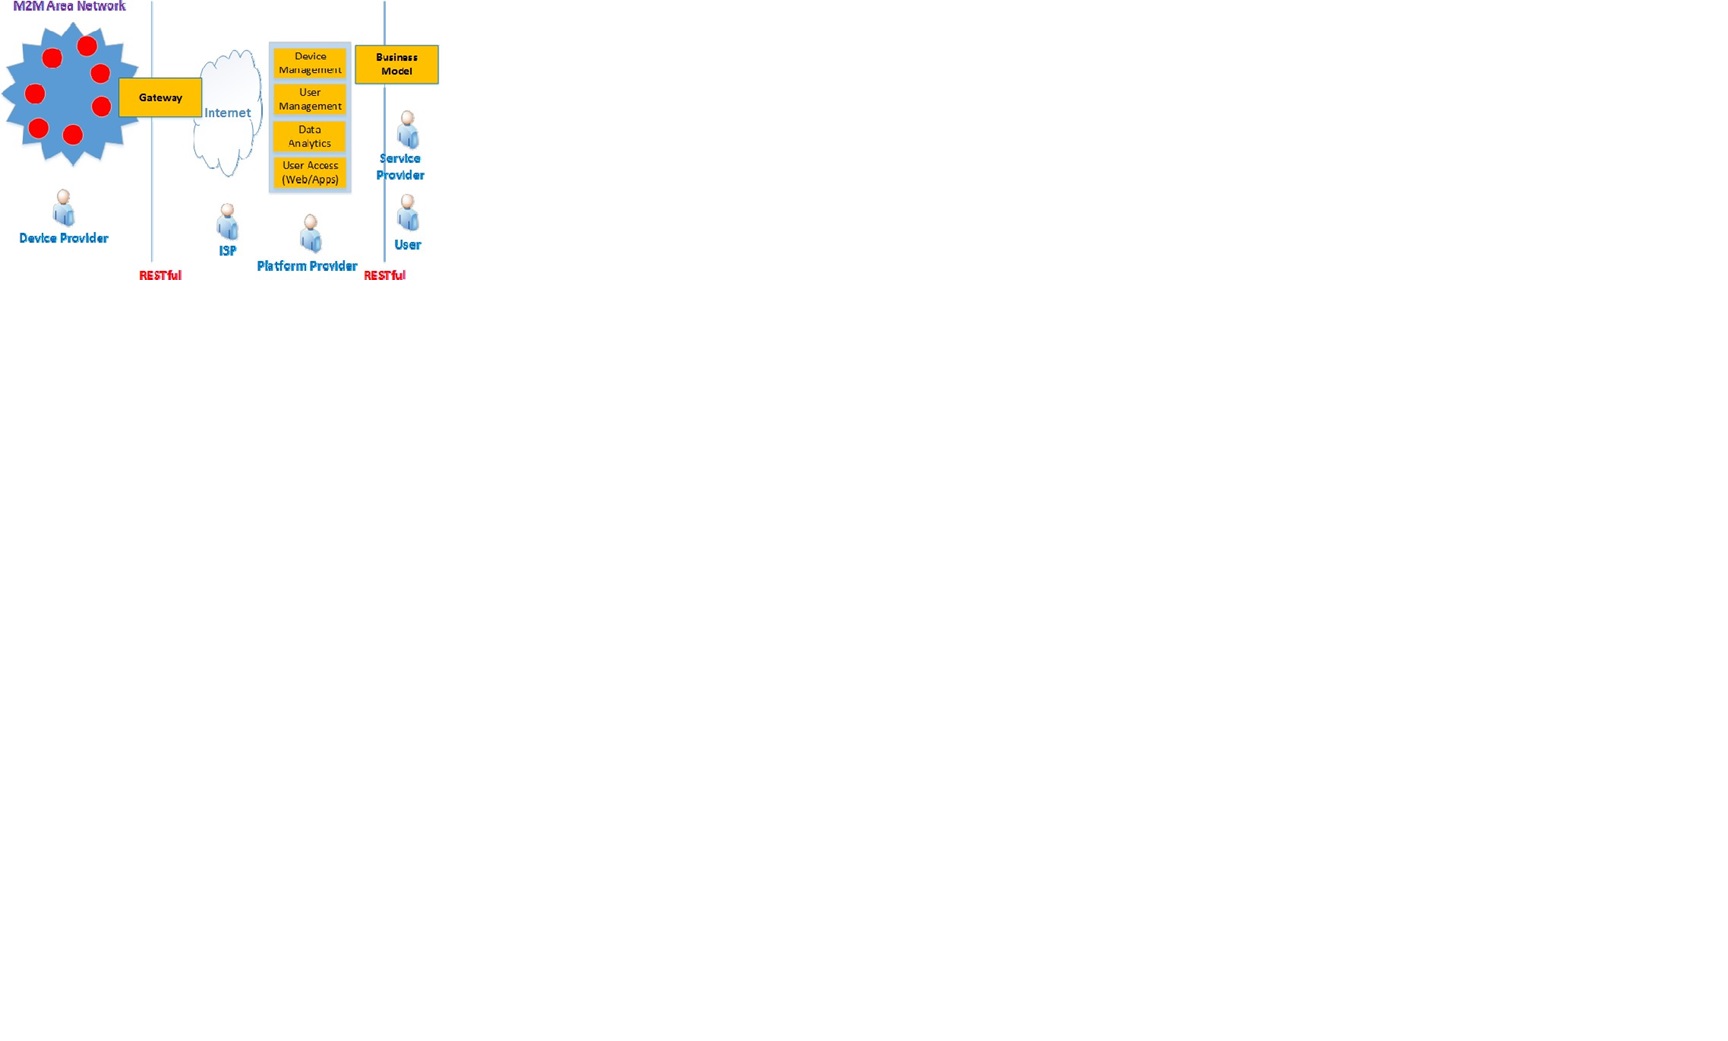 M2M Area Network
Gateway
Internet
Device
Management
User
Management
Data
Analytics
User Access
(Web/Apps)
Business
Model
Service
Provider
User
Device Provider
ISP
Platform Provider
RESTful
RESTful